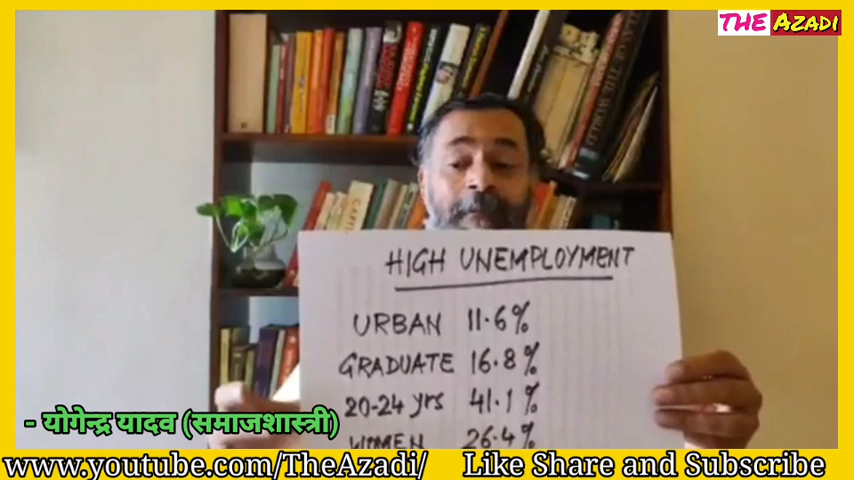 THE AZADI
HIGH UNEMPLOYMENT
URBAN 11.6%
GRADUATE 16.8%
20-24 yrs 41.1%
WOMEN 26.4%
- योगेन्द्र यादव (समाजशास्त्री)
www.youtube.com/TheAzadi/ Like Share and Subscribe